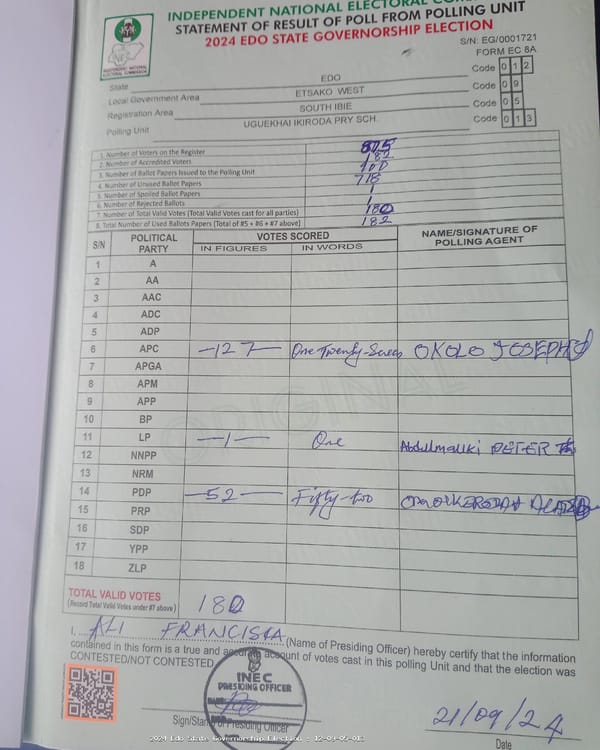 INDEPENDENT NATIONAL ELECTORAL
STATEMENT OF RESULT OF POLL FROM POLLING UNIT
2024 EDO STATE GOVERNORSHIP ELECTION
INDEPENDENT NATIONAL
ELECTORAL COMMISSION
S/N: EG/0001721
FORM EC 8A
State EDO Code 0 1 2
Local Government Area ETSAKO WEST Code 0 9
Registration Area SOUTH IBIE Code 0 5
Polling Unit UGUEKHAI IKIRODA PRY SCH. Code 0 1 3
1. Number of Voters on the Register 805
2. Number of Accredited Voters 182
3. Number of Ballot Papers Issued to the Polling Unit 900
4. Number of Unused Ballot Papers 718
5. Number of Spoiled Ballot Papers 1
6. Number of Rejected Ballots 1
7. Number of Total Valid Votes (Total Valid Votes cast for all parties) 180
8. Total Number of Used Ballots Papers (Total of #5 + #6 + #7 above) 182
S/N POLITICAL PARTY VOTES SCORED NAME/SIGNATURE OF POLLING AGENT
IN FIGURES IN WORDS
1 A
2 AA
3 AAC
4 ADC
5 ADP
6 APC —127— One Twenty-Seven OKOLO JOSEPH
7 APGA
8 APM
9 APP
10 BP
11 LP —1— One Abdulmaliki PETER
12 NNPP
13 NRM
14 PDP —52— Fifty-two
15 PRP
16 SDP
17 YPP
18 ZLP
ORIGINAL
TOTAL VALID VOTES 180
(Record Total Valid Votes under #7 above)
I, ALI FRANCISCA (Name of Presiding Officer) hereby certify that the information
contained in this form is a true and accurate account of votes cast in this polling Unit and that the election was
CONTESTED/NOT CONTESTED
INEC
PRESIDING OFFICER
Sign/Stamp of Presiding Officer
21/09/24
Date
2024 Edo State Governorship Election - 12-09-05-013